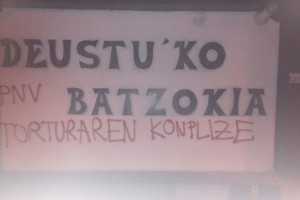 DEUSTU'KO
PNV BATZOKIA
TORTURAREN KONPLIZE